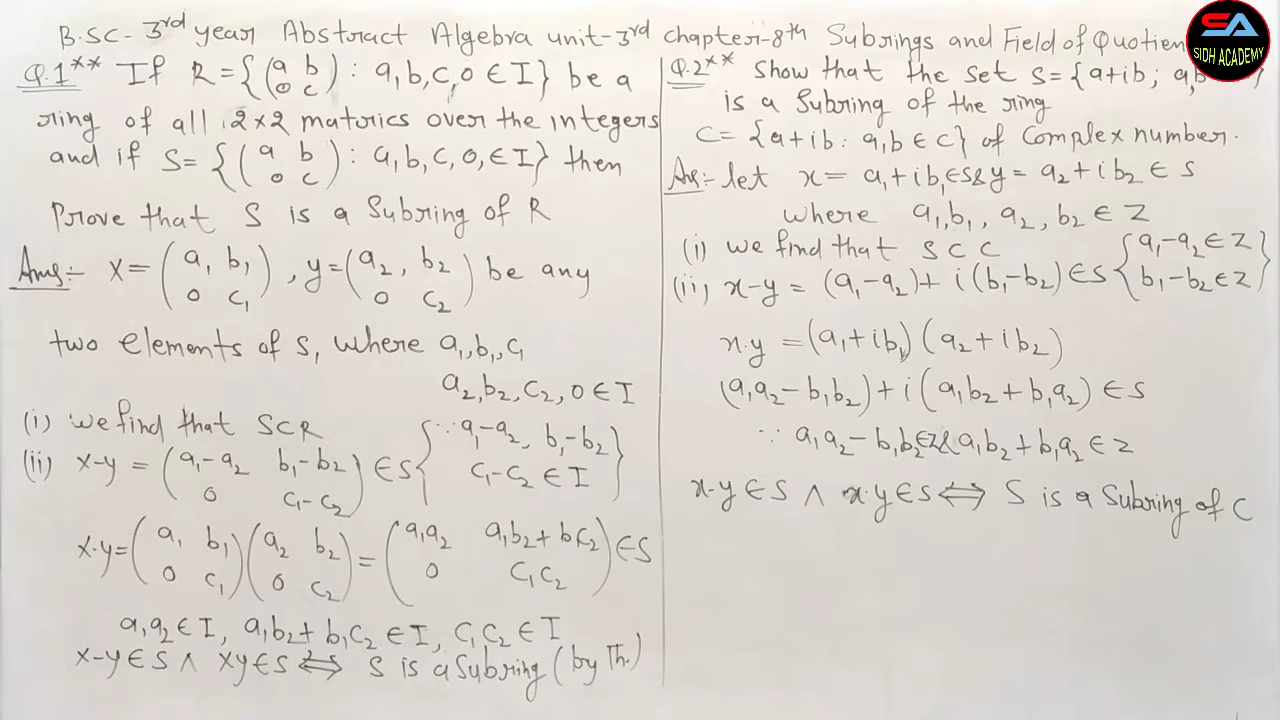 B.SC- 3rd year Abstract Algebra unit-3rd chapter-8th Subrings and Field of Quotien
SA
SIDH ACADEMY
Q.1** If R = {(a b / 0 c) : a, b, c, 0 ∈ I} be a
ring of all 2×2 matrics over the integers
and if S = {(a b / 0 c) : a, b, c, 0, ∈ I} then
Prove that S is a Subring of R
Ans:- x = (a1 b1 / 0 c1), y = (a2, b2 / 0 c2) be any
two elements of s, where a1, b1, c1
a2, b2, c2, 0 ∈ I
(i) we find that S⊂R
(ii) x-y = (a1-a2 b1-b2 / 0 c1-c2) ∈ S {∵ a1-a2, b1-b2 / c1-c2 ∈ I}
x.y = (a1 b1 / 0 c1)(a2 b2 / 0 c2) = (a1a2 a1b2 + bc2 / 0 c1c2) ∈ S
a1a2 ∈ I, a1b2 + b1c2 ∈ I, c1c2 ∈ I
x-y ∈ S ∧ xy ∈ S ⇔ S is a Subring (by Th.)
Q.2** Show that the set S = {a+ib; a,b
is a Subring of the ring
C = {a+ib : a,b ∈ C} of Complex number.
Ans:- let x = a1 + ib1 ∈ S & y = a2 + ib2 ∈ S
where a1, b1, a2, b2 ∈ Z
(i) we find that S ⊂ C
(ii) x-y = (a1-a2) + i (b1-b2) ∈ S {a1-a2 ∈ Z / b1-b2 ∈ Z}
x.y = (a1 + ib1)(a2 + ib2)
(a1a2 - b1b2) + i (a1b2 + b1a2) ∈ S
∵ a1a2 - b1b2 ∈ Z & a1b2 + b1a2 ∈ Z
x-y ∈ S ∧ x.y ∈ S ⇔ S is a Subring of C